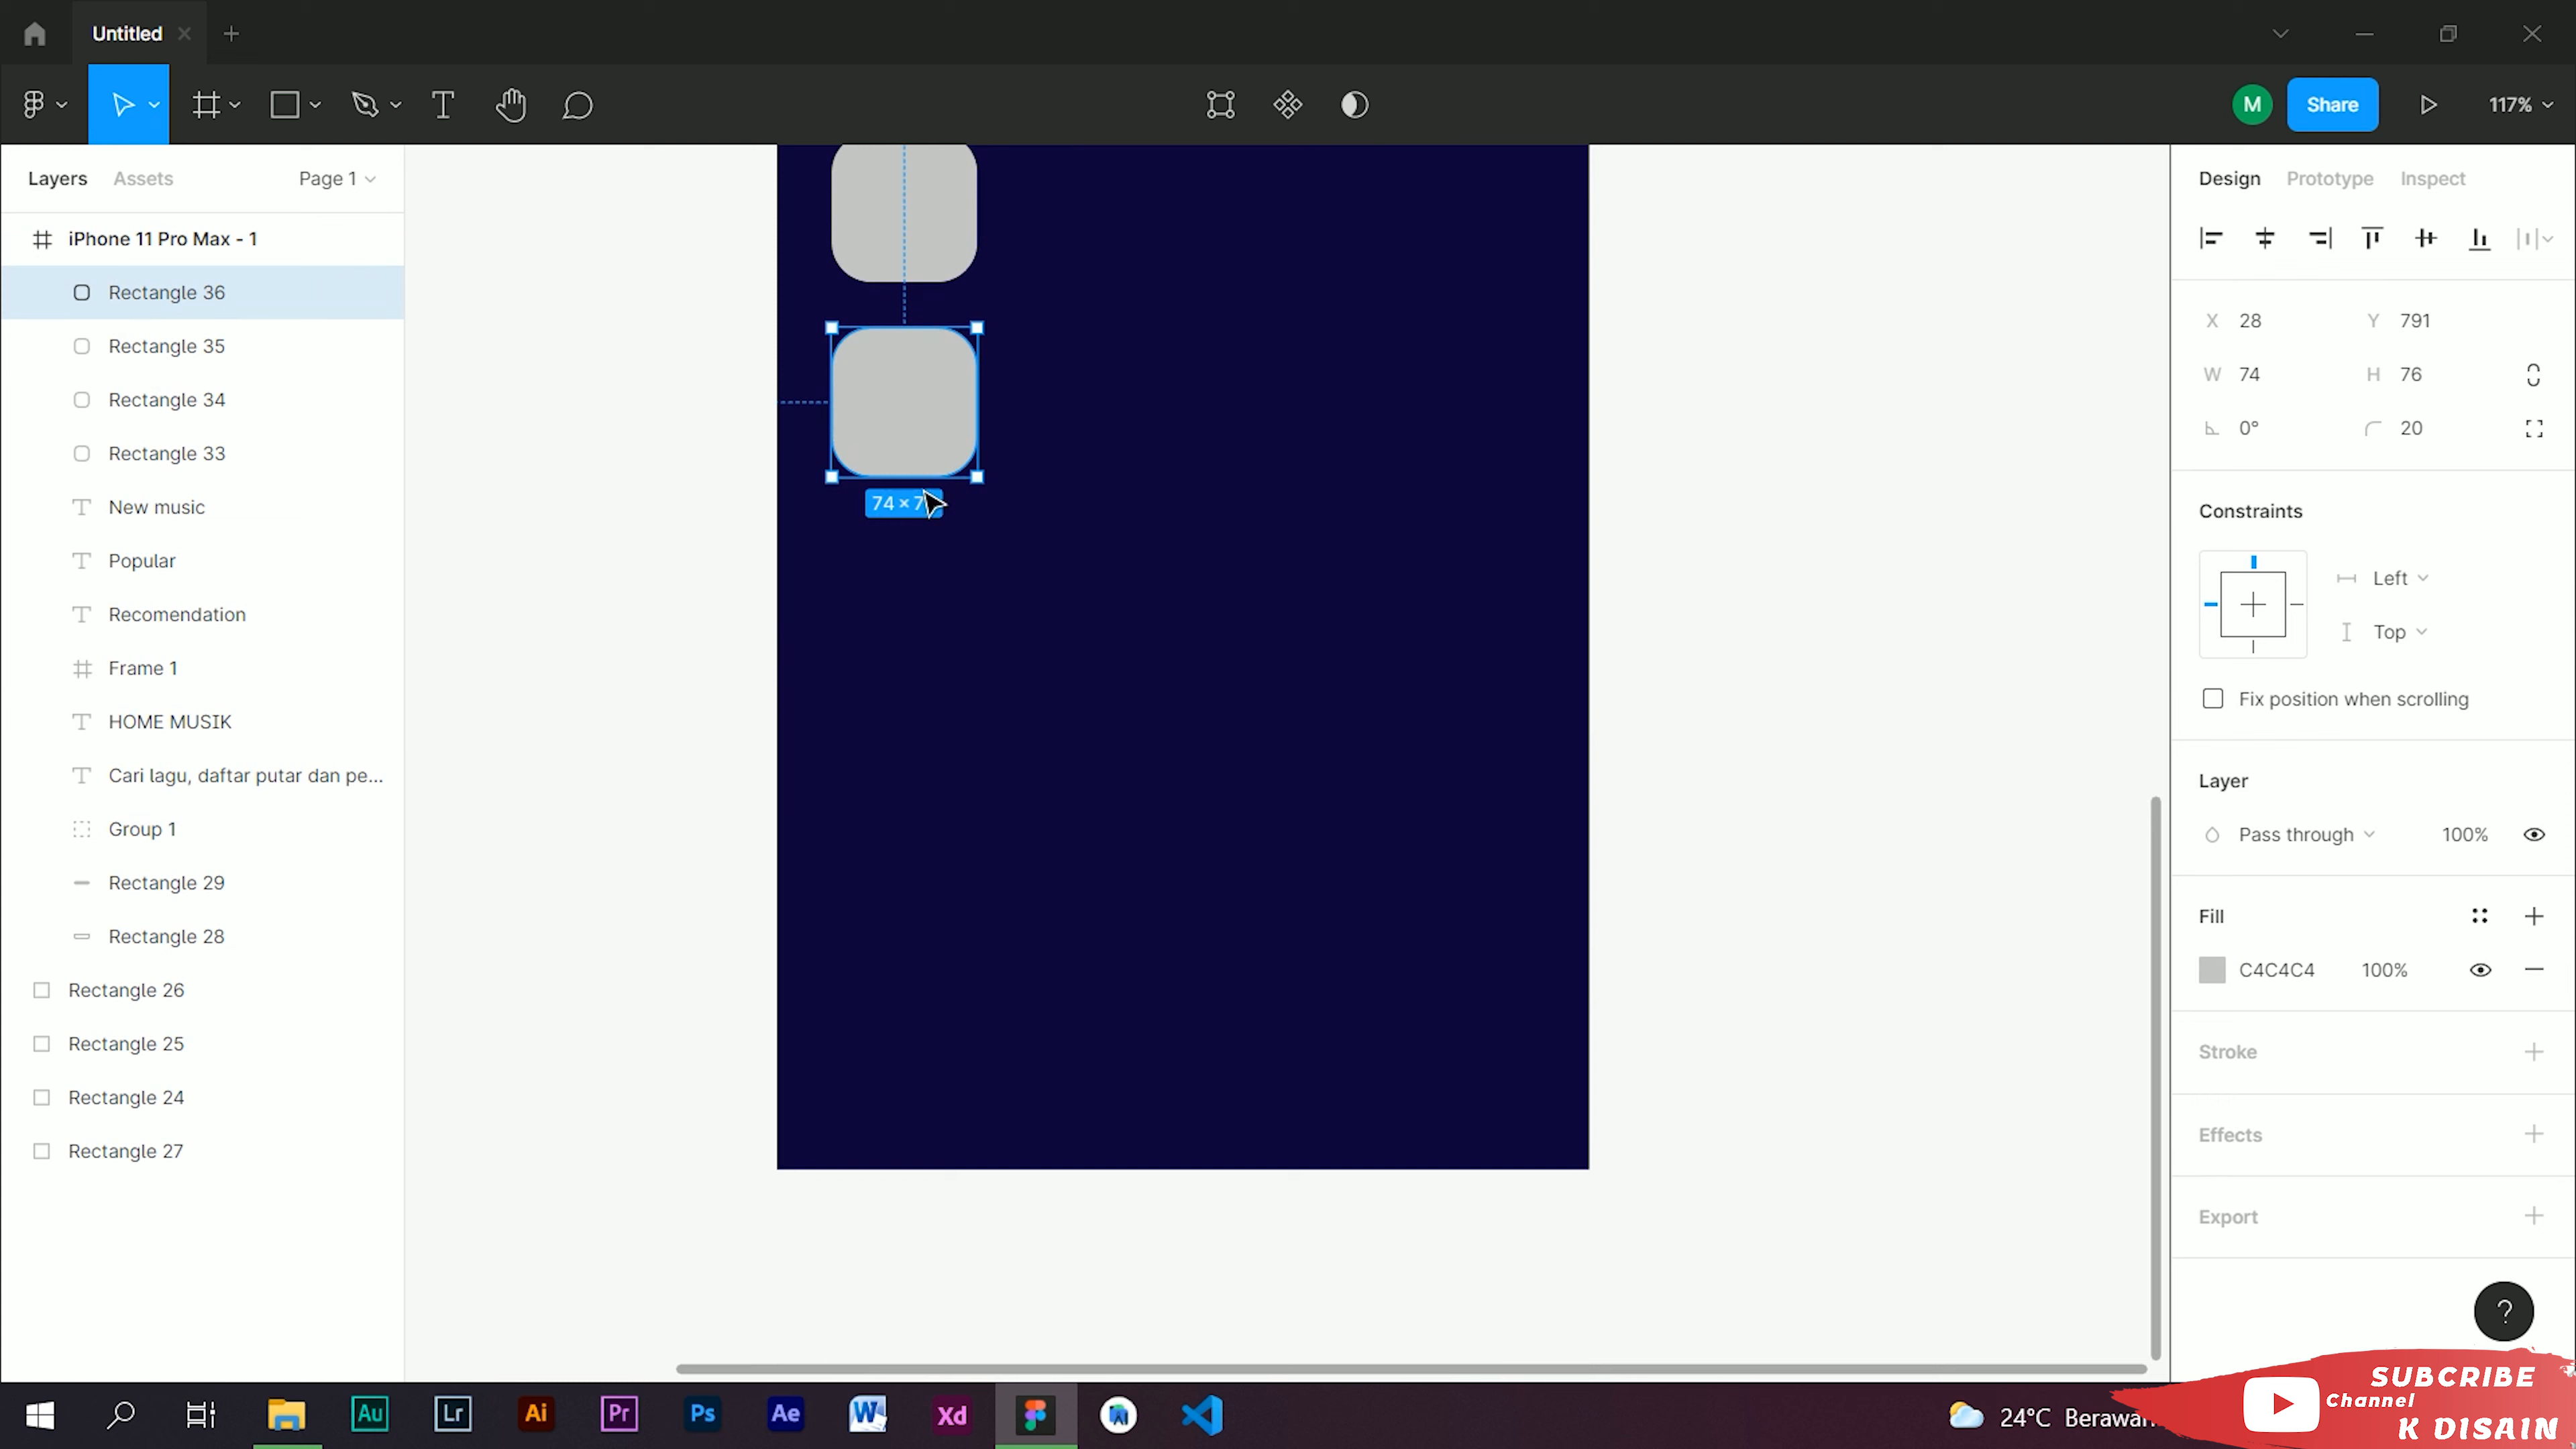 Untitled
M
Share
117%
Layers
Assets
Page 1
Design
Prototype
Inspect
iPhone 11 Pro Max - 1
Rectangle 36
Rectangle 35
Rectangle 34
Rectangle 33
New music
Popular
Recomendation
Frame 1
HOME MUSIK
Cari lagu, daftar putar dan pe...
Group 1
Rectangle 29
Rectangle 28
Rectangle 26
Rectangle 25
Rectangle 24
Rectangle 27
74 × 7
X 28
Y 791
W 74
H 76
0°
20
Constraints
Left
Top
Fix position when scrolling
Layer
Pass through
100%
Fill
C4C4C4
100%
Stroke
Effects
Export
?
Au
Lr
Ai
Pr
Ps
Ae
W
Xd
24°C
SUBSCRIBE
Channel
K DISAIN